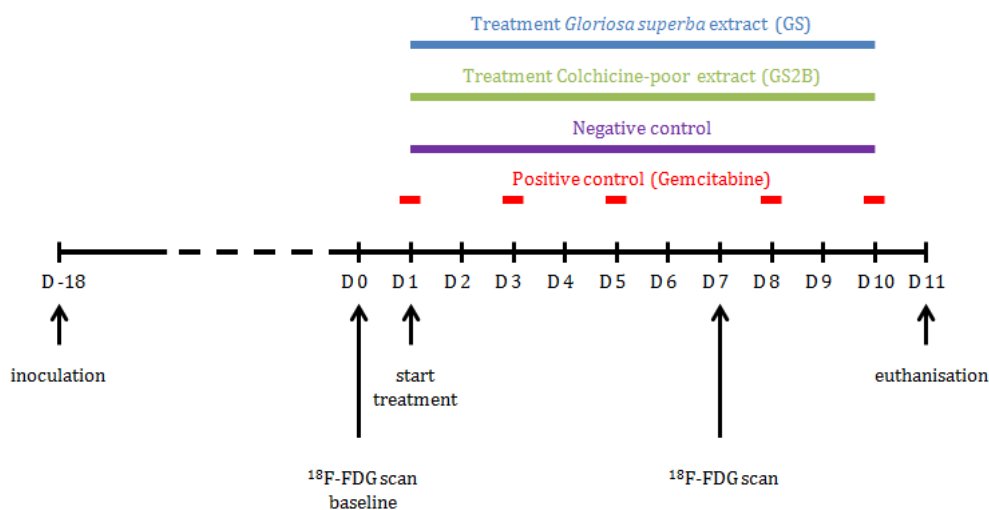 Treatment Gloriosa superba extract (GS)
Treatment Colchicine-poor extract (GS2B)
Negative control
Positive control (Gemcitabine)
D -18 D 0 D 1 D 2 D 3 D 4 D 5 D 6 D 7 D 8 D 9 D 10 D 11
inoculation
start
treatment
euthanisation
18F-FDG scan
baseline
18F-FDG scan